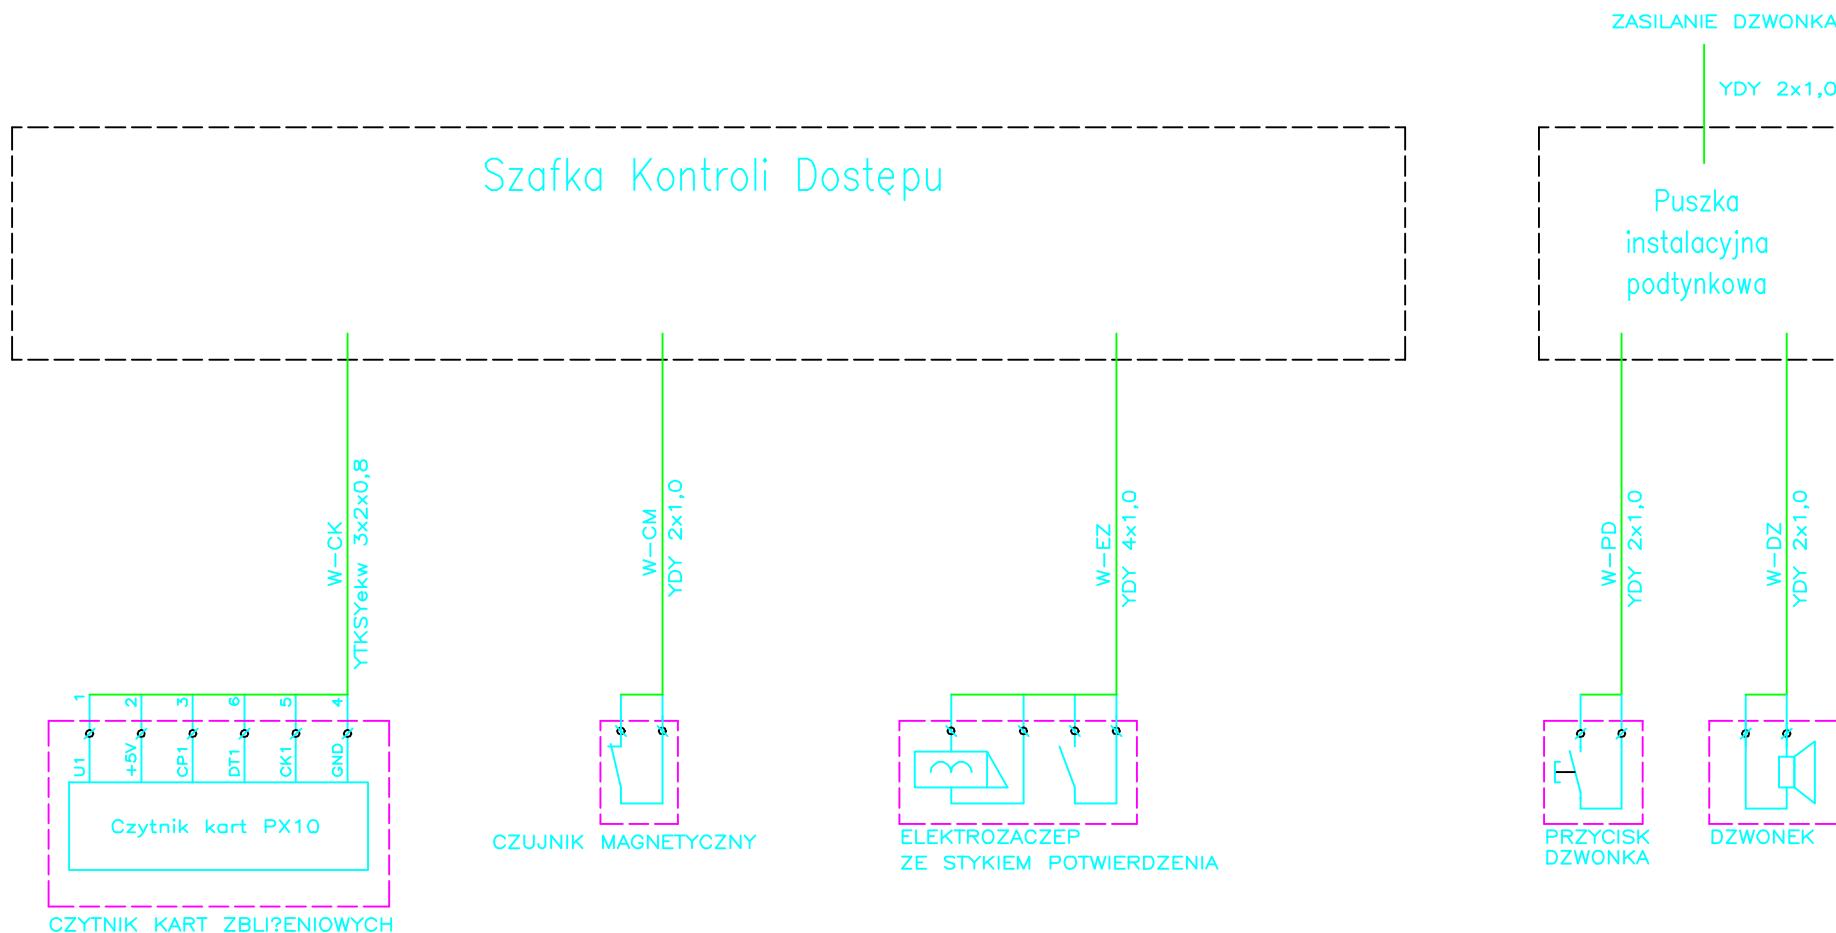 ZASILANIE DZWONKA
YDY 2x1,0
Szafka Kontroli Dostępu
Puszka
instalacyjna
podtynkowa
W-CK
YTKSYekw 3x2x0,8
W-CM
YDY 2x1,0
W-EZ
YDY 4x1,0
W-PD
YDY 2x1,0
W-DZ
YDY 2x1,0
1 2 3 6 5 4
U1 +5V CP1 DT1 CK1 GND
Czytnik kart PX10
CZYTNIK KART ZBLI?ENIOWYCH
CZUJNIK MAGNETYCZNY
ELEKTROZACZEP
ZE STYKIEM POTWIERDZENIA
PRZYCISK
DZWONKA
DZWONEK